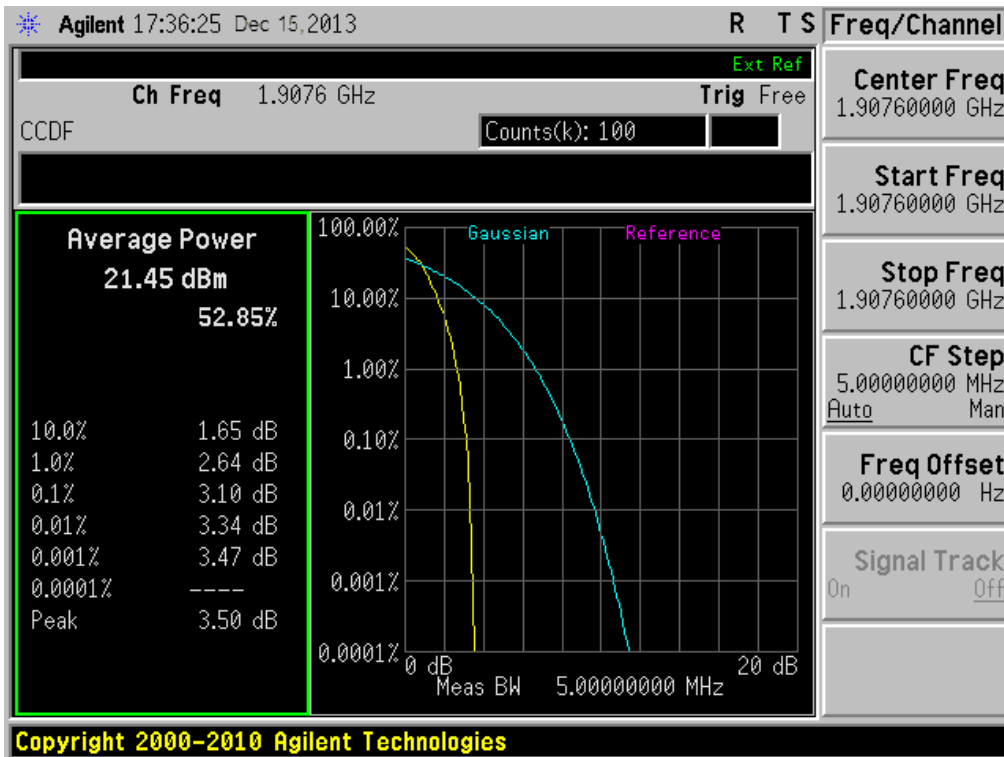 Agilent 17:36:25 Dec 15, 2013 R T S
Ext Ref
Ch Freq 1.9076 GHz Trig Free
CCDF Counts(k): 100
Average Power
21.45 dBm
52.85%
10.0% 1.65 dB
1.0% 2.64 dB
0.1% 3.10 dB
0.01% 3.34 dB
0.001% 3.47 dB
0.0001% ----
Peak 3.50 dB
Gaussian Reference
100.00%
10.00%
1.00%
0.10%
0.01%
0.001%
0.0001%
0 dB 20 dB
Meas BW 5.00000000 MHz
Freq/Channel
Center Freq
1.90760000 GHz
Start Freq
1.90760000 GHz
Stop Freq
1.90760000 GHz
CF Step
5.00000000 MHz
Auto Man
Freq Offset
0.00000000 Hz
Signal Track
On Off
Copyright 2000-2010 Agilent Technologies